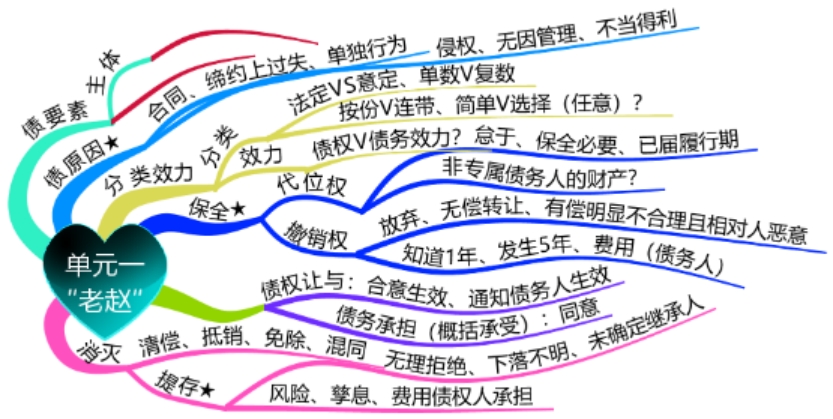 单元一
“老赵”
债要素
主体
债原因★
合同、缔约上过失、单独行为
侵权、无因管理、不当得利
分类效力
分类
法定VS意定、单数V复数
按份V连带、简单V选择（任意）？
效力
债权V债务效力？
保全★
代位权
怠于、保全必要、已届履行期
非专属债务人的财产？
撤销权
放弃、无偿转让、有偿明显不合理且相对人恶意
知道1年、发生5年、费用（债务人）
债权让与：合意生效、通知债务人生效
债务承担（概括承受）：同意
消灭
清偿、抵销、免除、混同
提存★
无理拒绝、下落不明、未确定继承人
风险、孳息、费用债权人承担